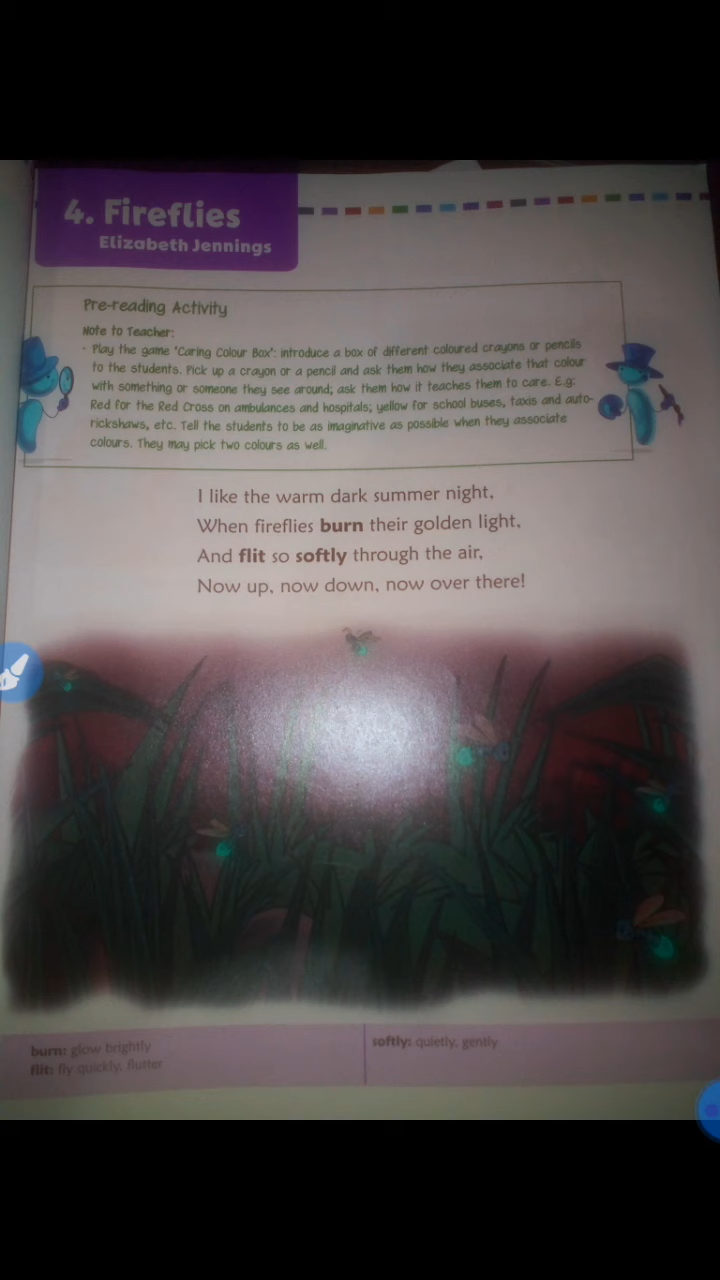 4. Fireflies
Elizabeth Jennings
Pre-reading Activity
Note to Teacher:
· Play the game 'Caring Colour Box': introduce a box of different coloured crayons or pencils
to the students. Pick up a crayon or a pencil and ask them how they associate that colour
with something or someone they see around; ask them how it teaches them to care. E.g:
Red for the Red Cross on ambulances and hospitals; yellow for school buses, taxis and auto-
rickshaws, etc. Tell the students to be as imaginative as possible when they associate
colours. They may pick two colours as well.
I like the warm dark summer night,
When fireflies burn their golden light,
And flit so softly through the air,
Now up, now down, now over there!
burn: glow brightly
flit: fly quickly, flutter
softly: quietly, gently